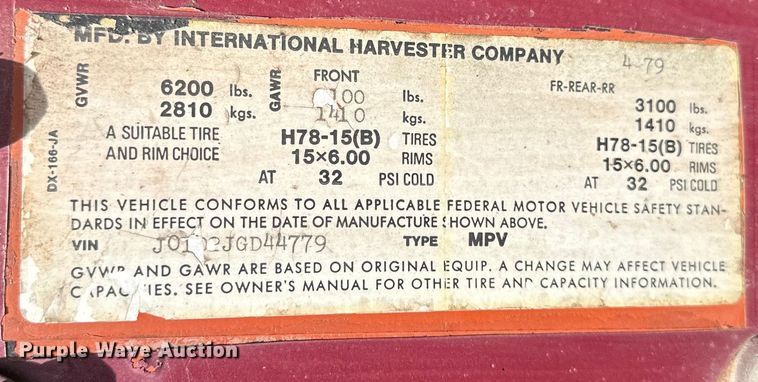 MFD. BY INTERNATIONAL HARVESTER COMPANY 4-79
GVWR 6200 lbs. 2810 kgs.
GAWR FRONT lbs. 1410 kgs.
FR-REAR-RR 3100 lbs. 1410 kgs.
A SUITABLE TIRE AND RIM CHOICE
H78-15(B) TIRES H78-15(B) TIRES
15x6.00 RIMS 15x6.00 RIMS
AT 32 PSI COLD AT 32 PSI COLD
DX-166-JA
THIS VEHICLE CONFORMS TO ALL APPLICABLE FEDERAL MOTOR VEHICLE SAFETY STAN-
DARDS IN EFFECT ON THE DATE OF MANUFACTURE SHOWN ABOVE.
VIN TYPE MPV
GVWR AND GAWR ARE BASED ON ORIGINAL EQUIP. A CHANGE MAY AFFECT VEHICLE
CAPACITIES. SEE OWNER'S MANUAL FOR OTHER TIRE AND CAPACITY INFORMATION.
Purple Wave Auction